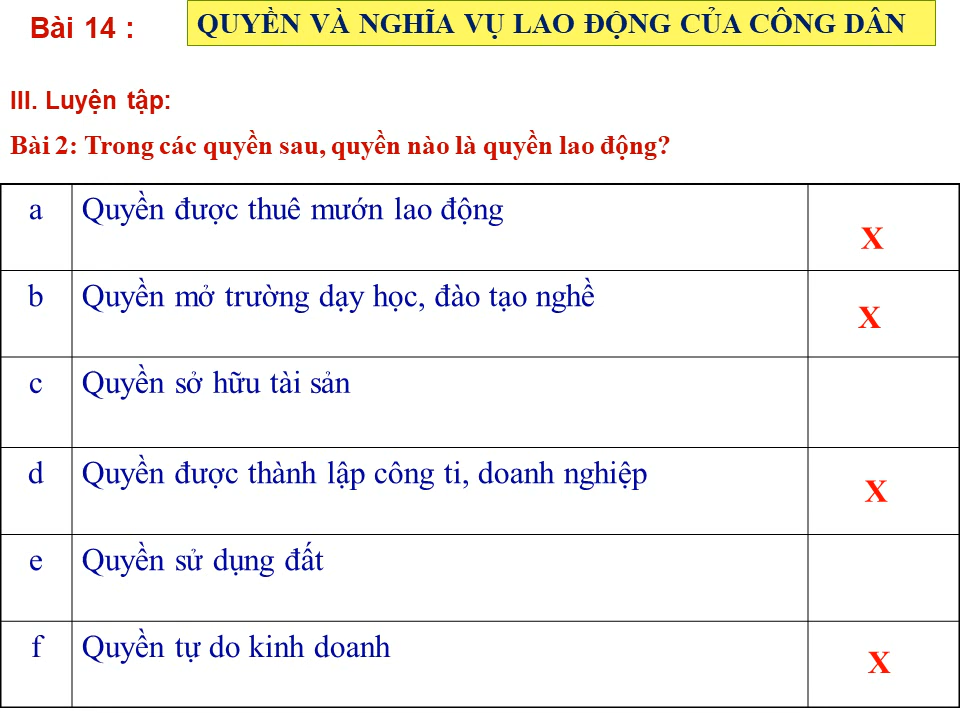 Bài 14 :
QUYỀN VÀ NGHĨA VỤ LAO ĐỘNG CỦA CÔNG DÂN
III. Luyện tập:
Bài 2: Trong các quyền sau, quyền nào là quyền lao động?
a Quyền được thuê mướn lao động X
b Quyền mở trường dạy học, đào tạo nghề X
c Quyền sở hữu tài sản
d Quyền được thành lập công ti, doanh nghiệp X
e Quyền sử dụng đất
f Quyền tự do kinh doanh X